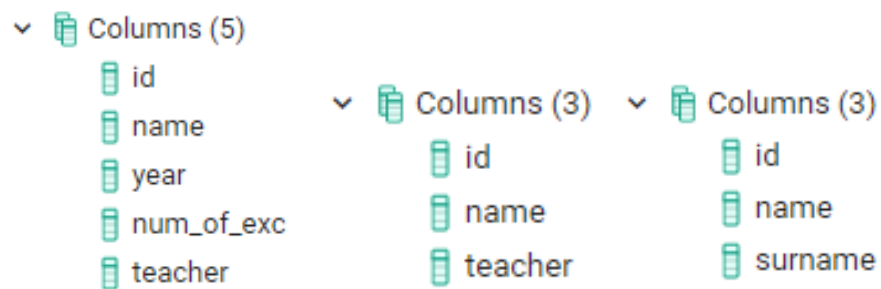 Columns (5)
id
name
year
num_of_exc
teacher
Columns (3)
id
name
teacher
Columns (3)
id
name
surname